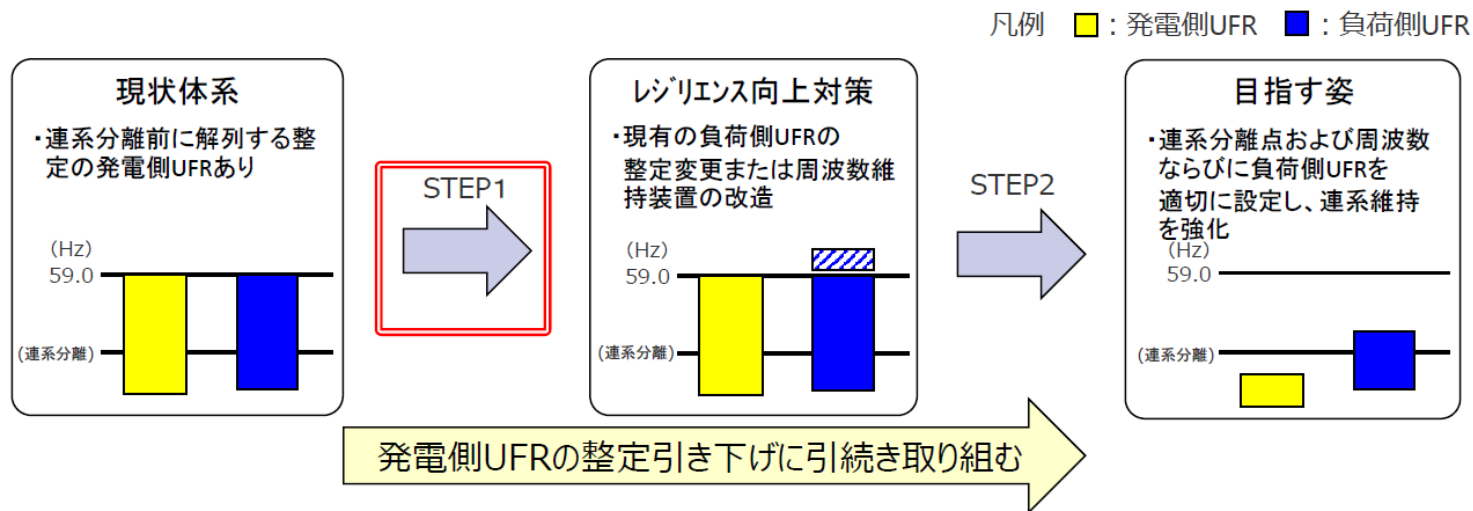 凡例 :発電側UFR :負荷側UFR
現状体系
・連系分離前に解列する整
定の発電側UFRあり
(Hz)
59.0
(連系分離)
STEP1
レジリエンス向上対策
・現有の負荷側UFRの
整定変更または周波数維
持装置の改造
(Hz)
59.0
(連系分離)
STEP2
目指す姿
・連系分離点および周波数
ならびに負荷側UFRを
適切に設定し、連系維持
を強化
(Hz)
59.0
(連系分離)
発電側UFRの整定引き下げに引続き取り組む